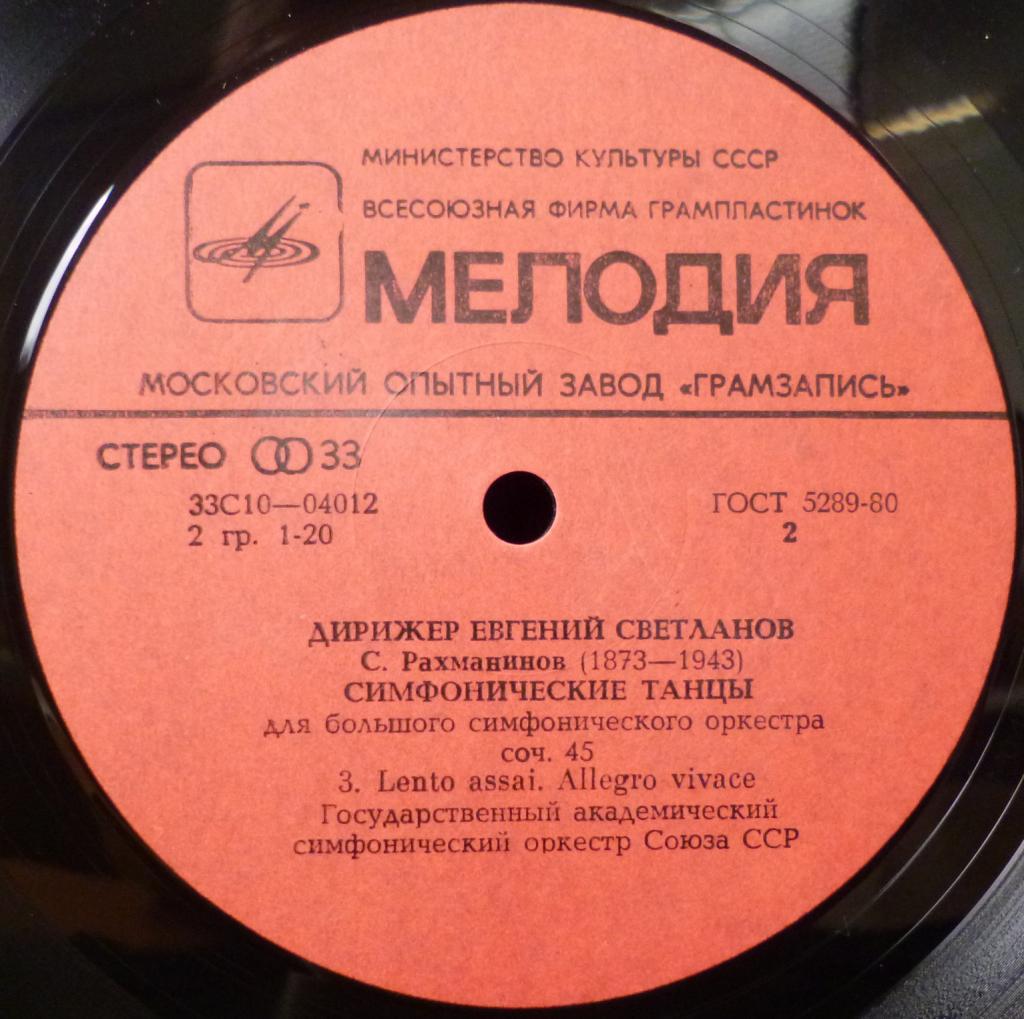 МИНИСТЕРСТВО КУЛЬТУРЫ СССР
ВСЕСОЮЗНАЯ ФИРМА ГРАМПЛАСТИНОК
МЕЛОДИЯ
МОСКОВСКИЙ ОПЫТНЫЙ ЗАВОД «ГРАМЗАПИСЬ»
СТЕРЕО 33
33С10—04012
2 гр. 1-20
ГОСТ 5289-80
2
ДИРИЖЕР ЕВГЕНИЙ СВЕТЛАНОВ
С. Рахманинов (1873—1943)
СИМФОНИЧЕСКИЕ ТАНЦЫ
для большого симфонического оркестра
соч. 45
3. Lento assai. Allegro vivace
Государственный академический
симфонический оркестр Союза ССР